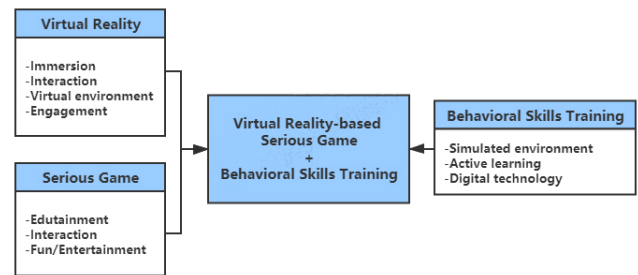 Virtual Reality
-Immersion
-Interaction
-Virtual environment
-Engagement
Serious Game
-Edutainment
-Interaction
-Fun/Entertainment
Virtual Reality-based
Serious Game
+
Behavioral Skills Training
Behavioral Skills Training
-Simulated environment
-Active learning
-Digital technology